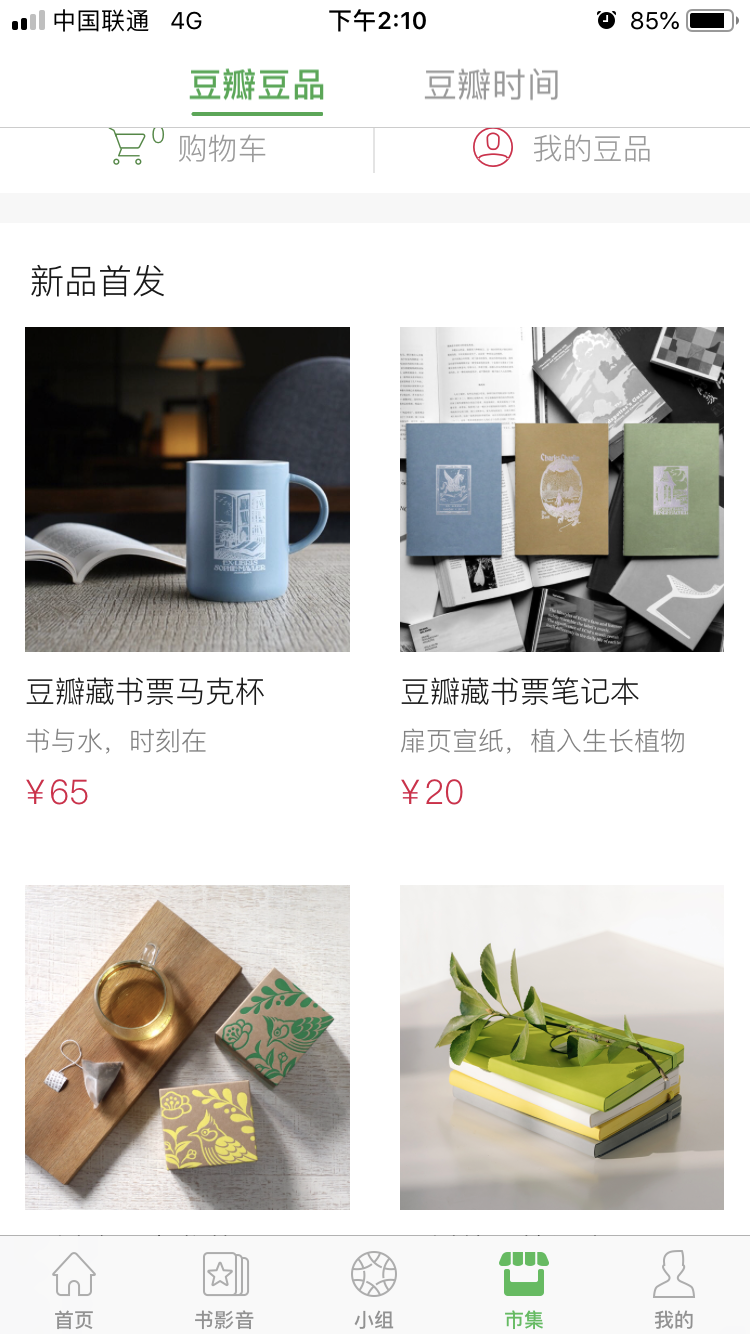 中国联通 4G 下午2:10 85%
豆瓣豆品 豆瓣时间
0 购物车 我的豆品
新品首发
豆瓣藏书票马克杯 豆瓣藏书票笔记本
书与水，时刻在 扉页宣纸，植入生长植物
¥65 ¥20
首页 书影音 小组 市集 我的